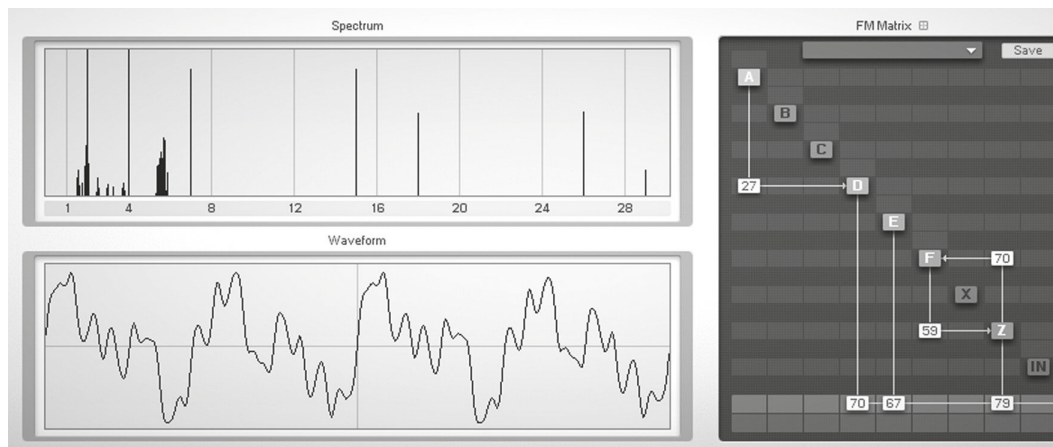 Spectrum
1 4 8 12 16 20 24 28
Waveform
FM Matrix
Save
A
B
C
27 D
E
F 70
X
59 Z
IN
70 67 79